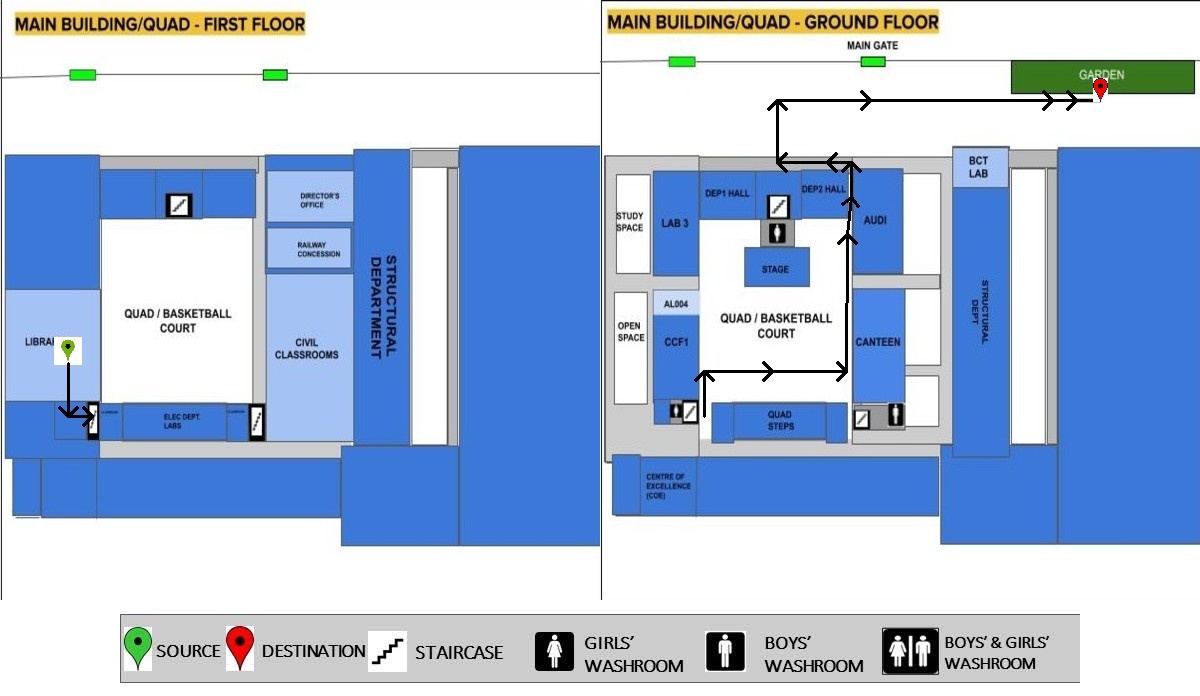 MAIN BUILDING/QUAD - FIRST FLOOR
DIRECTOR'S
OFFICE
RAILWAY
CONCESSION
STRUCTURAL
DEPARTMENT
QUAD / BASKETBALL
COURT
LIBRA
CIVIL
CLASSROOMS
ELEC DEPT.
LABS
MAIN BUILDING/QUAD - GROUND FLOOR
MAIN GATE
GARDEN
BCT
LAB
DEP1 HALL
DEP2 HALL
STUDY
SPACE
LAB 3
AUDI
STAGE
AL004
QUAD / BASKETBALL
COURT
OPEN
SPACE
CCF1
CANTEEN
STRUCTURAL
DEPT
QUAD
STEPS
CENTRE OF
EXCELLENCE
(COE)
SOURCE
DESTINATION
STAIRCASE
GIRLS'
WASHROOM
BOYS'
WASHROOM
BOYS' & GIRLS'
WASHROOM